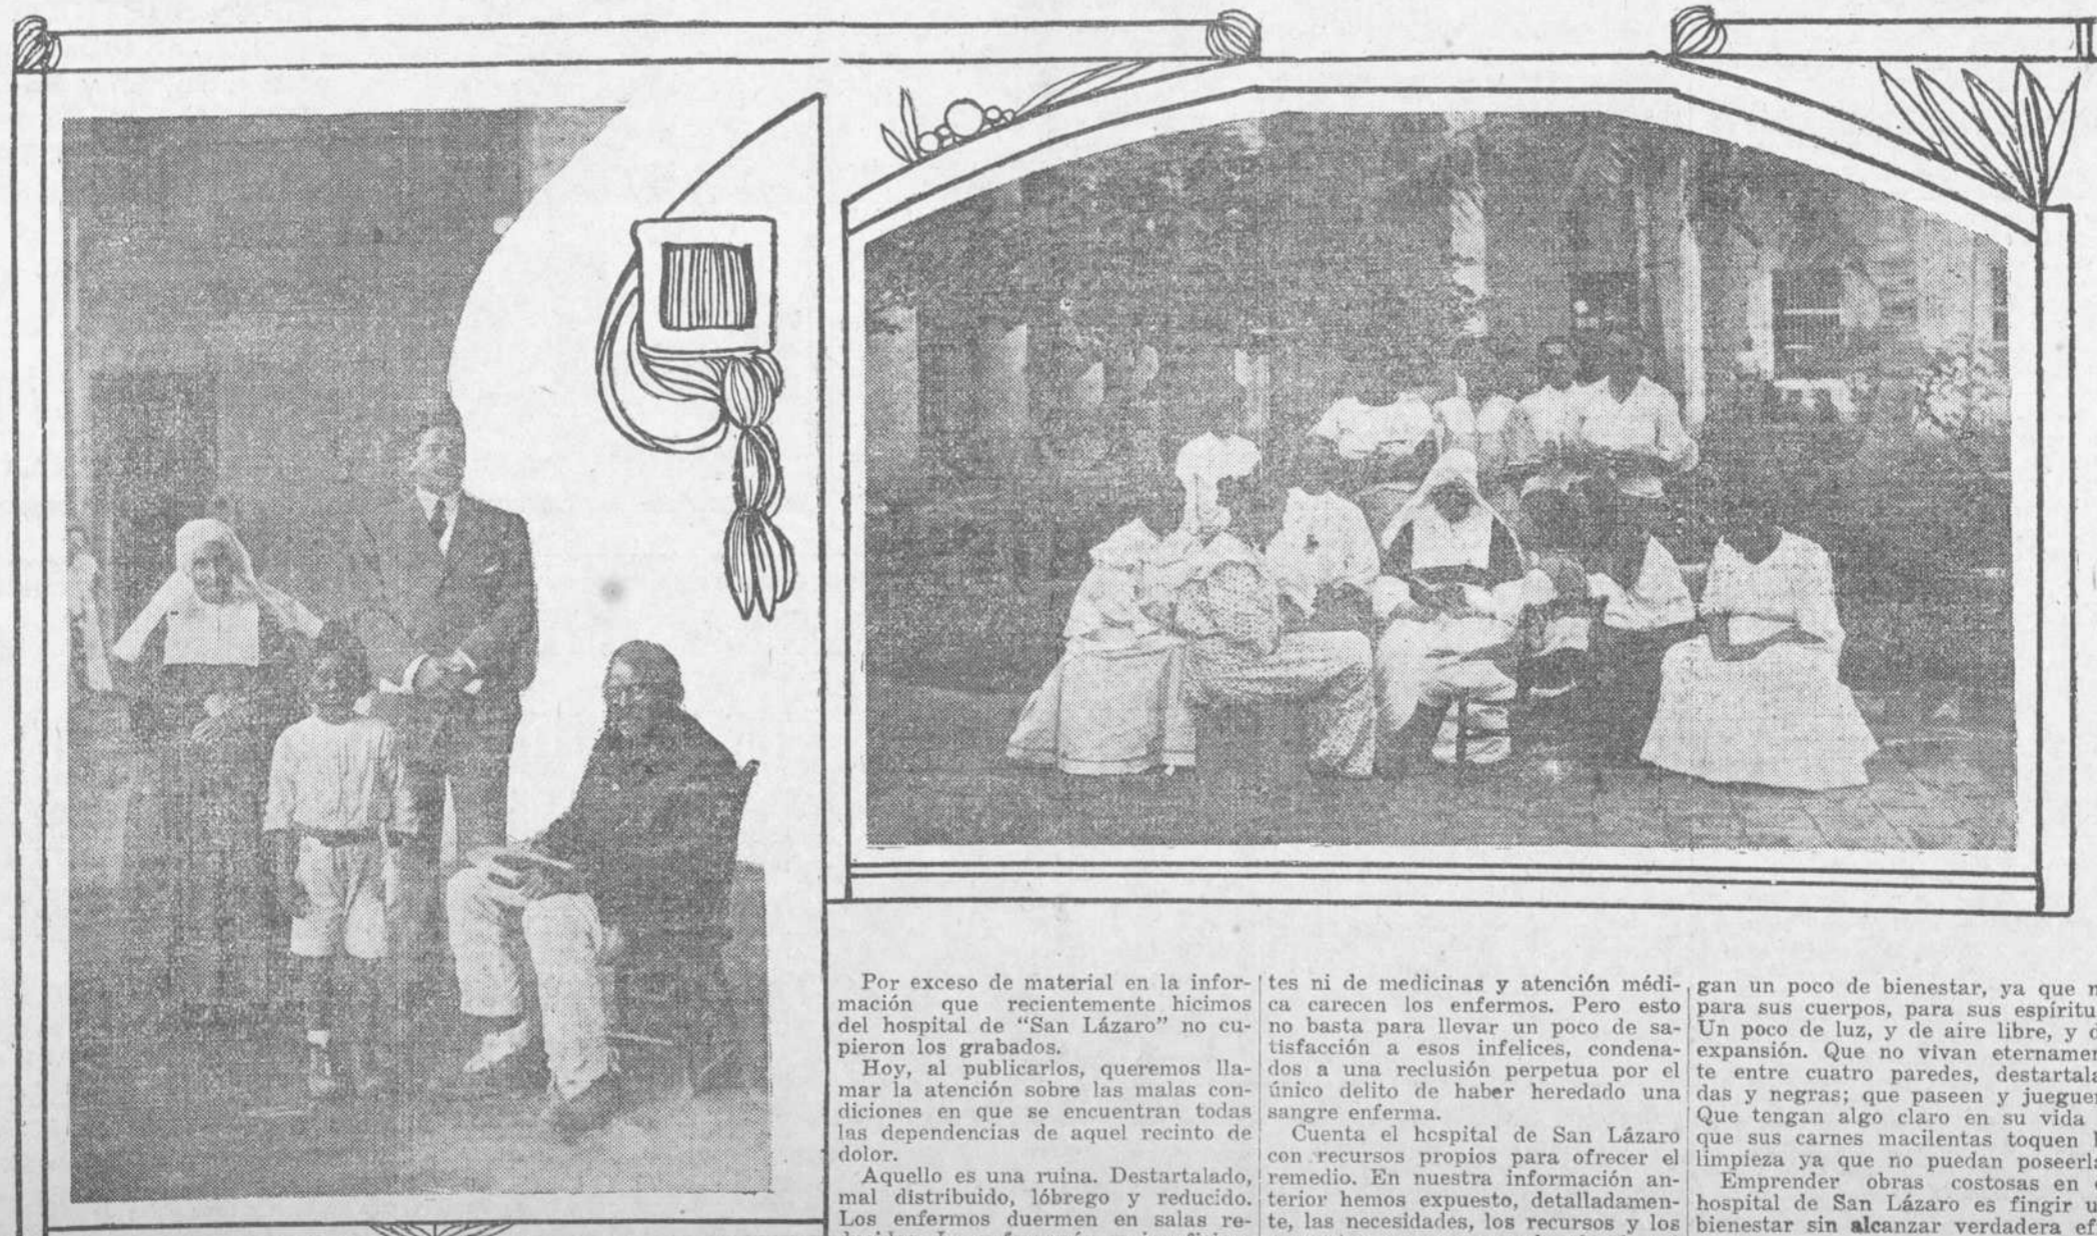 Por exceso de material en la infor-
mación que recientemente hicimos
del hospital de “San Lázaro” no cu-
pieron los grabados.
Hoy, al publicarlos, queremos lla-
mar la atención sobre las malas con-
diciones en que se encuentran todas
las dependencias de aquel recinto de
dolor.
Aquello es una ruina. Destartalado,
mal distribuido, lóbrego y reducido.
Los enfermos duermen en salas re-
tes ni de medicinas y atención médi-
ca carecen los enfermos. Pero esto
no basta para llevar un poco de sa-
tisfacción a esos infelices, condena-
dos a una reclusión perpetua por el
único delito de haber heredado una
sangre enferma.
Cuenta el hospital de San Lázaro
con recursos propios para ofrecer el
remedio. En nuestra información an-
terior hemos expuesto, detalladamen-
te, las necesidades, los recursos y los
gan un poco de bienestar, ya que
para sus cuerpos, para sus
Un poco de luz, y de aire libre, y
expansión. Que no vivan
te entre cuatro paredes,
das y negras; que paseen y
Que tengan algo claro en su vida
que sus carnes macilentas toquen
limpieza ya que no puedan
Emprender obras costosas en
hospital de San Lázaro es fingir
bienestar sin alcanzar verdadera